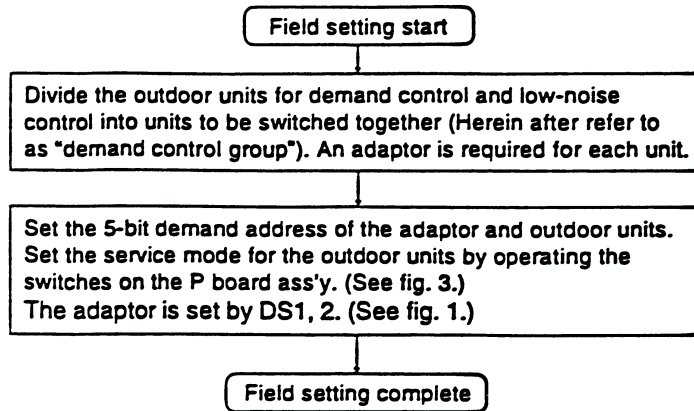 Field setting start
Divide the outdoor units for demand control and low-noise
control into units to be switched together (Herein after refer to
as "demand control group"). An adaptor is required for each unit.
Set the 5-bit demand address of the adaptor and outdoor units.
Set the service mode for the outdoor units by operating the
switches on the P board ass'y. (See fig. 3.)
The adaptor is set by DS1, 2. (See fig. 1.)
Field setting complete